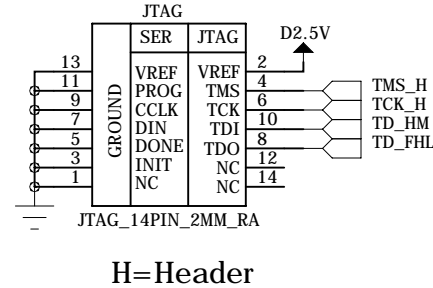 JTAG
SER JTAG D2.5V
13 VREF VREF 2
11 PROG TMS 4 TMS_H
9 CCLK TCK 6 TCK_H
7 DIN TDI 10 TD_HM
5 DONE TDO 8 TD_FHL
3 INIT NC 12
1 NC NC 14
GROUND
JTAG_14PIN_2MM_RA
H=Header